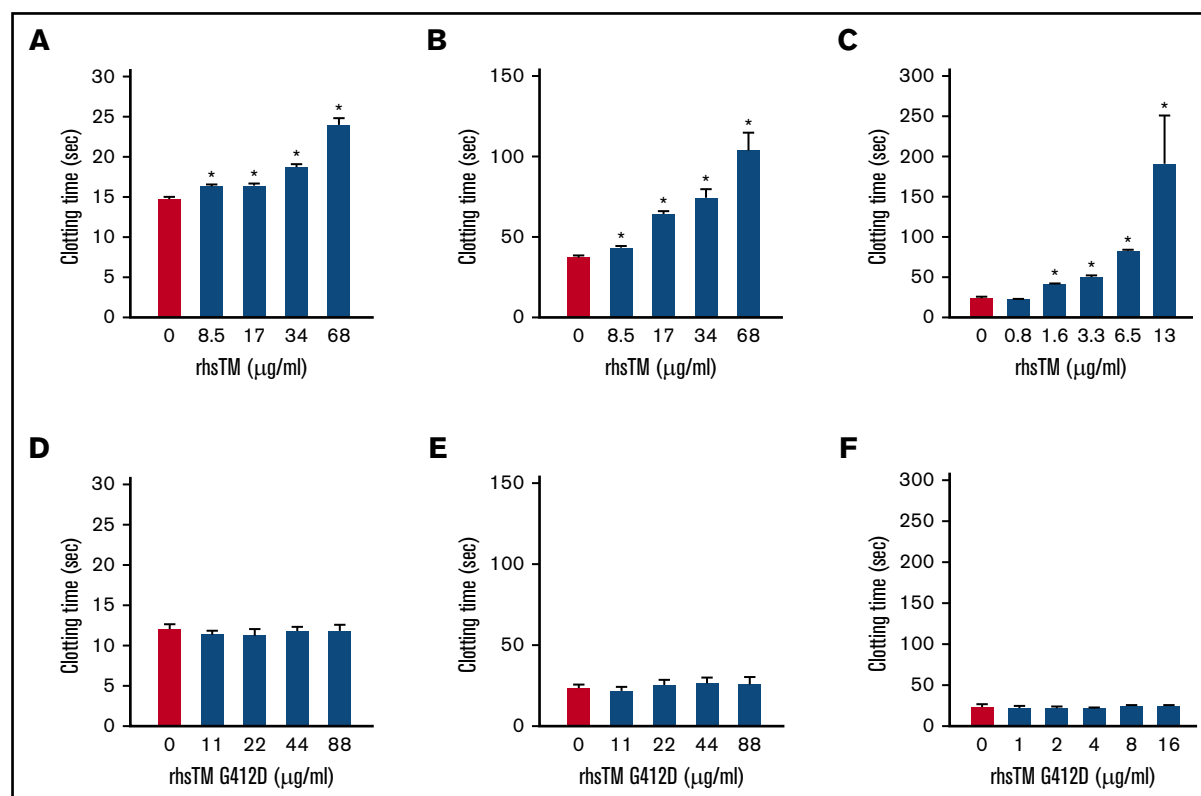 A
Clotting time (sec)
30
25
20
15
10
5
0
* * * *
0 8.5 17 34 68
rhsTM (μg/ml)
B
Clotting time (sec)
150
100
50
0
* * * *
0 8.5 17 34 68
rhsTM (μg/ml)
C
Clotting time (sec)
300
250
200
150
100
50
0
* * * *
0 0.8 1.6 3.3 6.5 13
rhsTM (μg/ml)
D
Clotting time (sec)
30
25
20
15
10
5
0
0 11 22 44 88
rhsTM G412D (μg/ml)
E
Clotting time (sec)
150
100
50
0
0 11 22 44 88
rhsTM G412D (μg/ml)
F
Clotting time (sec)
300
250
200
150
100
50
0
0 1 2 4 8 16
rhsTM G412D (μg/ml)